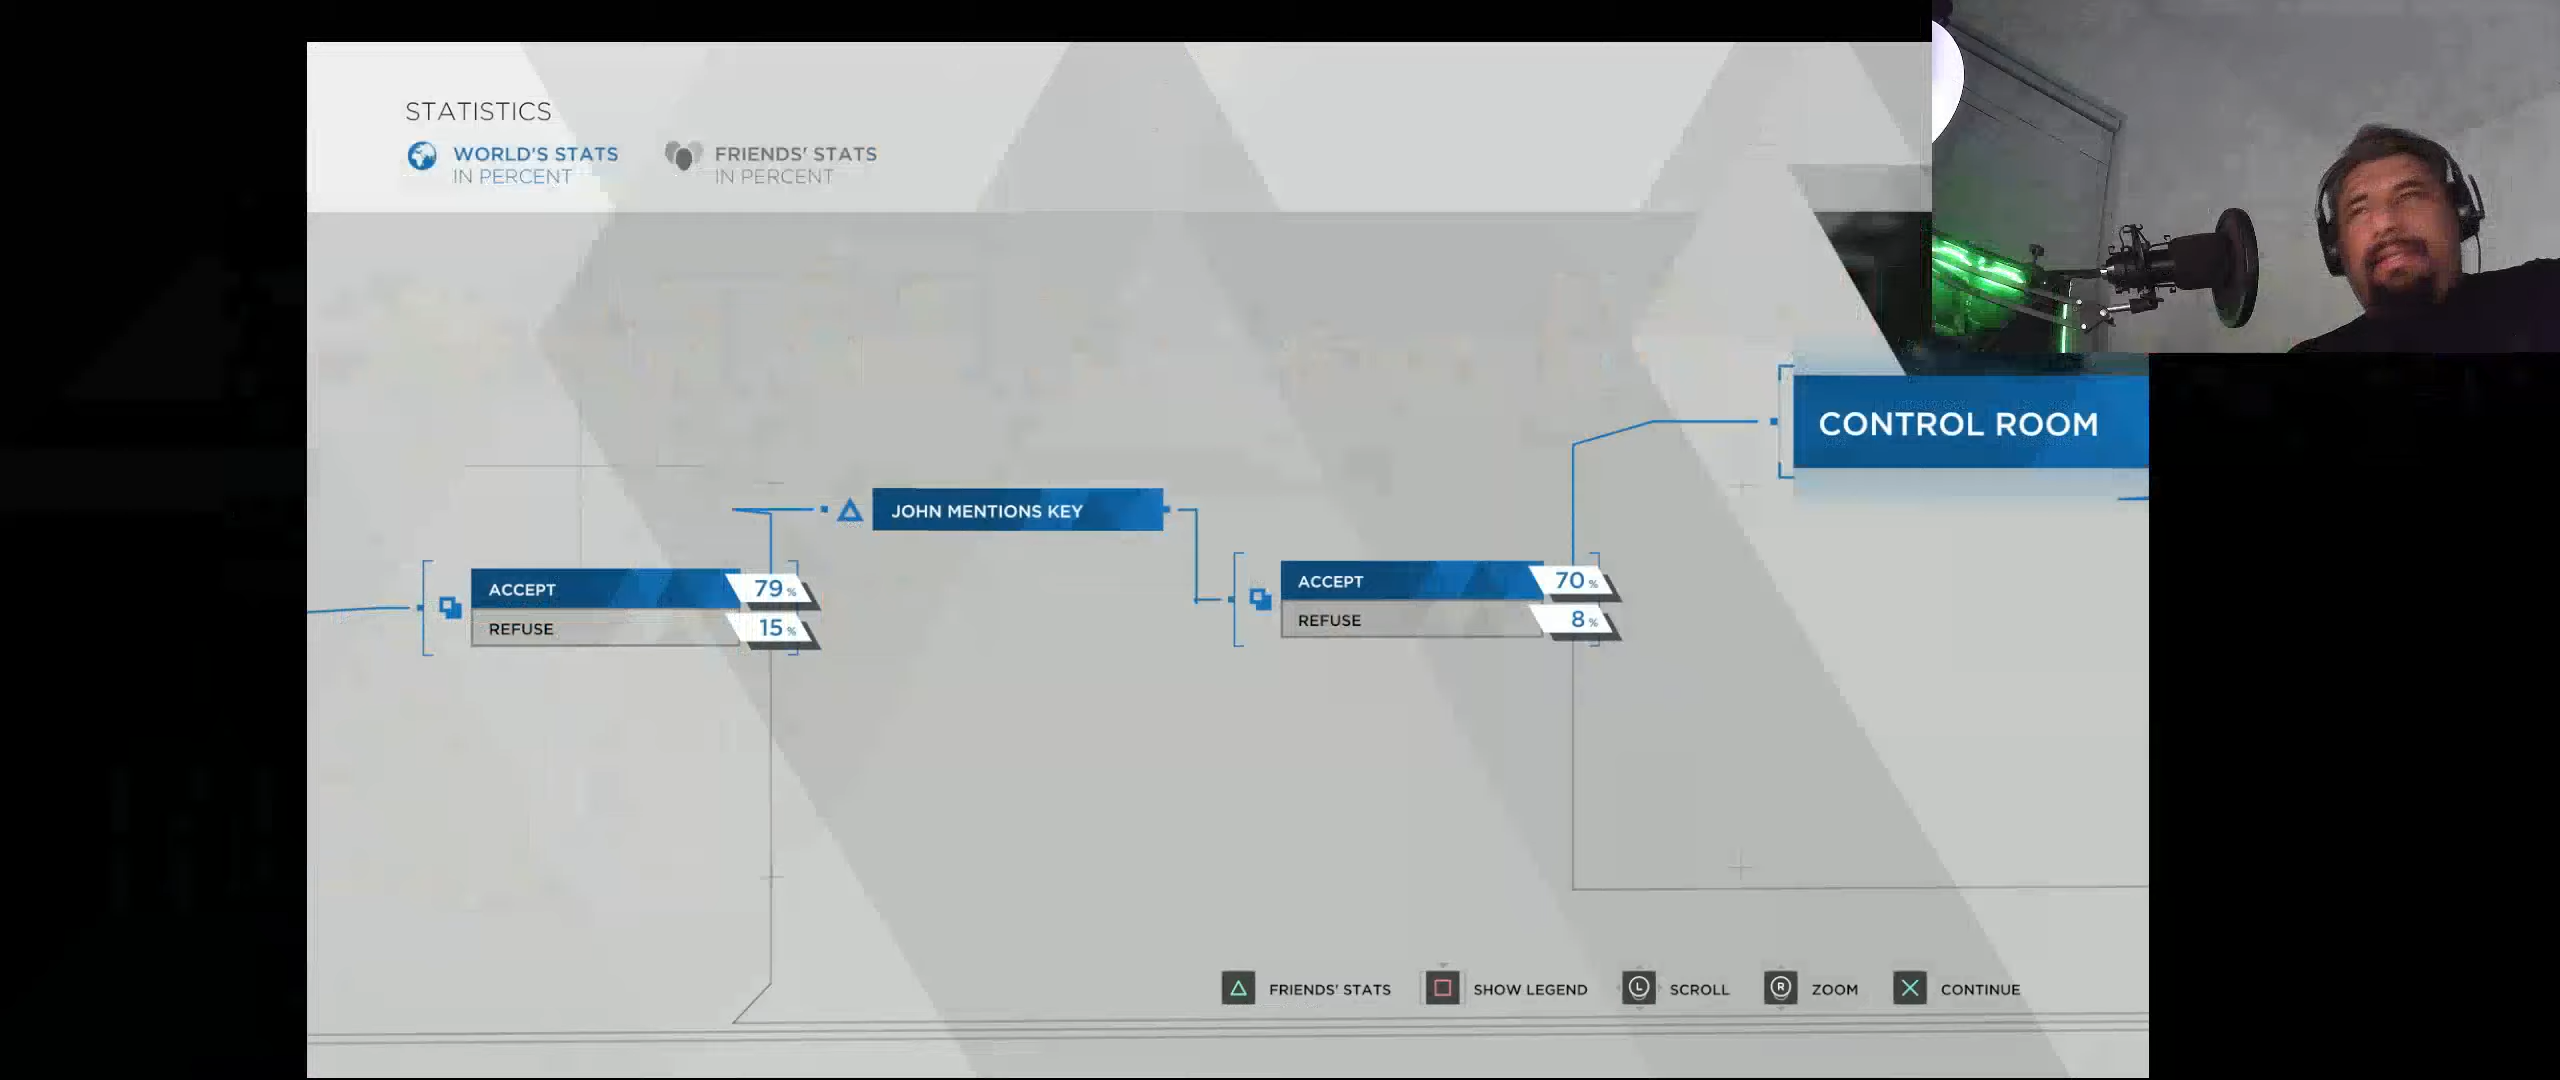 STATISTICS
WORLD'S STATS
IN PERCENT
FRIENDS' STATS
IN PERCENT
CONTROL ROOM
JOHN MENTIONS KEY
ACCEPT 79%
REFUSE 15%
ACCEPT 70%
REFUSE 8%
FRIENDS' STATS
SHOW LEGEND
L SCROLL
R ZOOM
CONTINUE